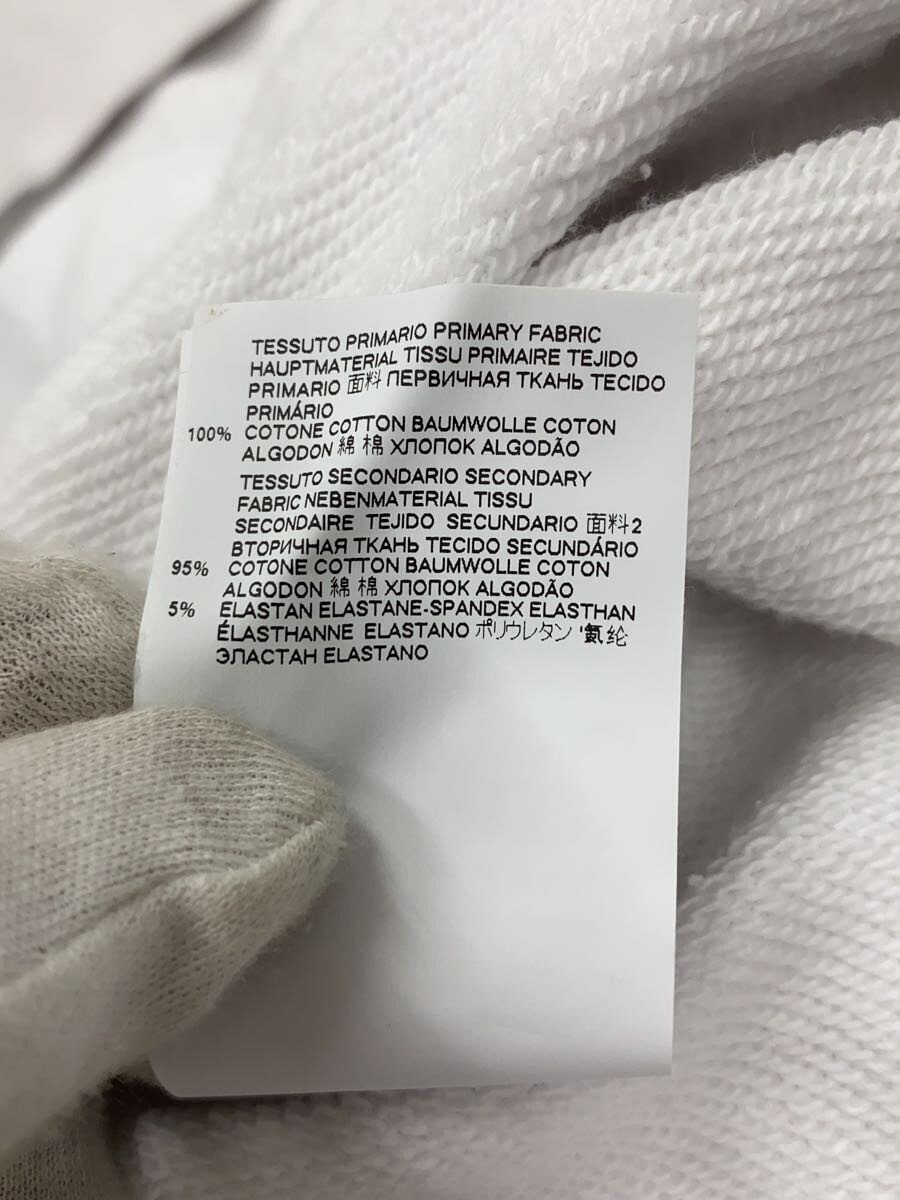 TESSUTO PRIMARIO PRIMARY FABRIC
HAUPTMATERIAL TISSU PRIMAIRE TEJIDO
PRIMARIO 面料 ПЕРВИЧНАЯ ТКАНЬ TECIDO
PRIMÁRIO
100% COTONE COTTON BAUMWOLLE COTON
ALGODON 綿 棉 ХЛОПОК ALGODÃO
TESSUTO SECONDARIO SECONDARY
FABRIC NEBENMATERIAL TISSU
SECONDAIRE TEJIDO SECUNDARIO 面料2
ВТОРИЧНАЯ ТКАНЬ TECIDO SECUNDÁRIO
95% COTONE COTTON BAUMWOLLE COTON
ALGODON 綿 棉 ХЛОПОК ALGODÃO
5% ELASTAN ELASTANE-SPANDEX ELASTHAN
ÉLASTHANNE ELASTANO ポリウレタン '氨纶
ЭЛАСТАН ELASTANO